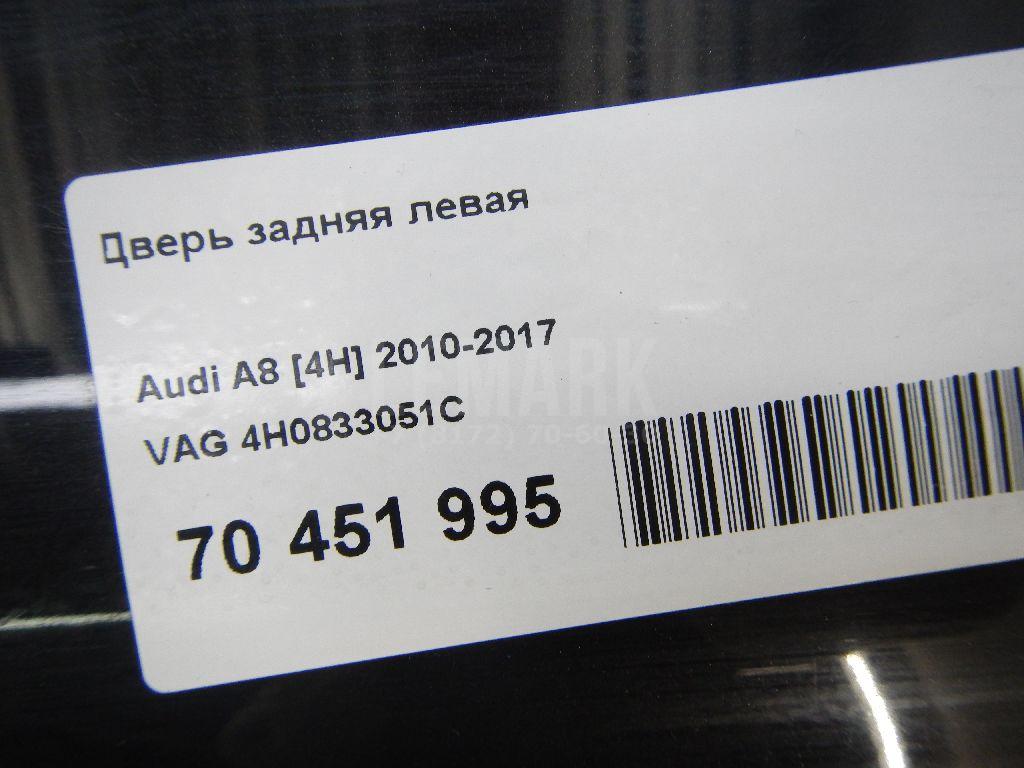 Дверь задняя левая
Audi A8 [4H] 2010-2017
VAG 4H0833051C
70 451 995